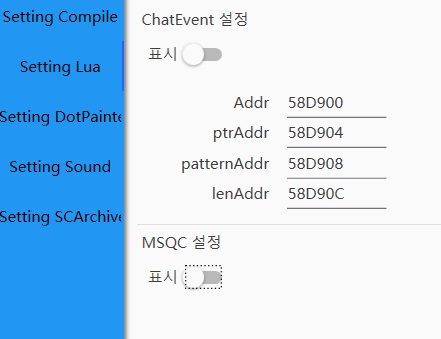 Setting Compile
Setting Lua
Setting DotPainte
Setting Sound
Setting SCArchive
ChatEvent 설정
표시
Addr 58D900
ptrAddr 58D904
patternAddr 58D908
lenAddr 58D90C
MSQC 설정
표시